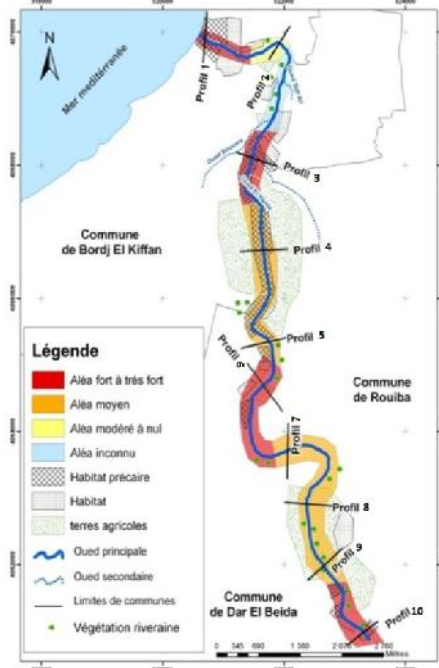 N
Mer meditérranée
Profil 1
Profil 2
Profil 3
Commune
de Bordj El Kiffan
Profil 4
Profil 5
Profil 6
Commune
de Rouiba
Profil 7
Profil 8
Profil 9
Profil 10
Commune
de Dar El Beida
Légende
Aléa fort à très fort
Aléa moyen
Aléa modéré à nul
Aléa inconnu
Habitat précaire
Habitat
terres agricoles
Oued principale
Oued secondaire
Limites de communes
Végétation riveraine
0 345 690 1 380 2 070 2 760
Mètres